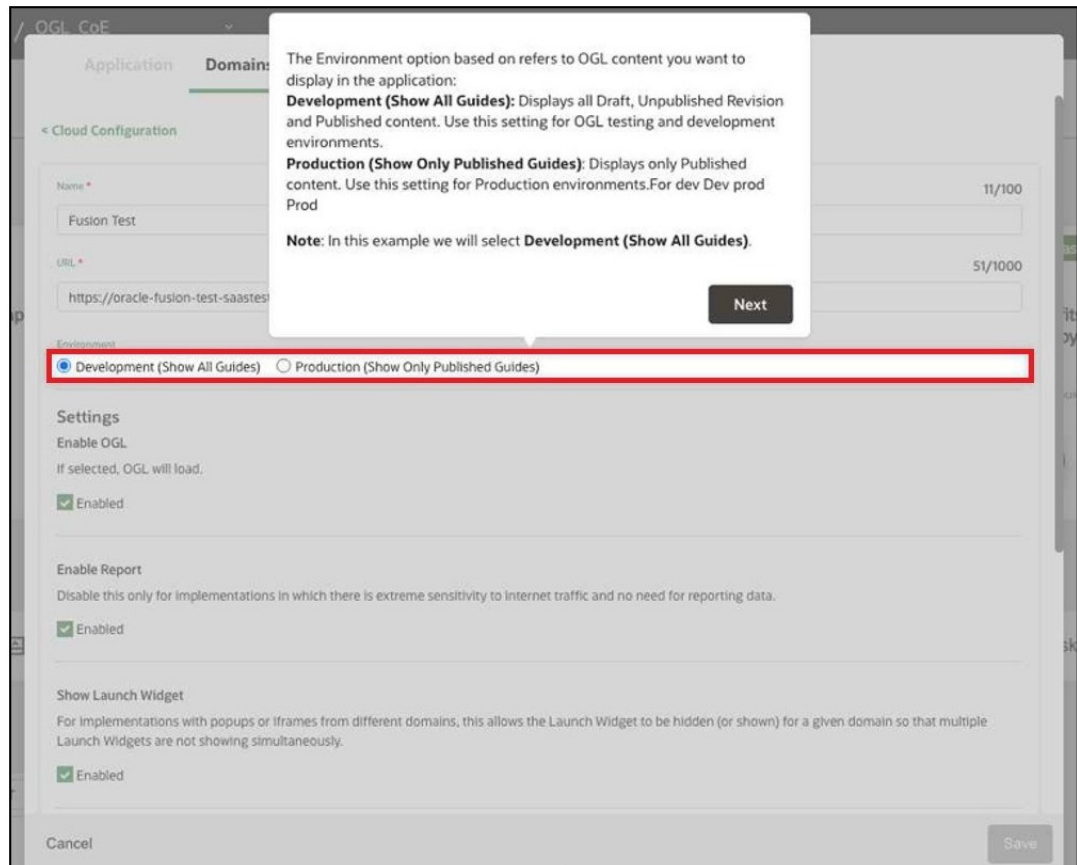 / OGL CoE
Application Domains
The Environment option based on refers to OGL content you want to
display in the application:
Development (Show All Guides): Displays all Draft, Unpublished Revision
and Published content. Use this setting for OGL testing and development
environments.
Production (Show Only Published Guides): Displays only Published
content. Use this setting for Production environments.For dev Dev prod
Prod
Note: In this example we will select Development (Show All Guides).
Next
< Cloud Configuration
Name * 11/100
Fusion Test
URL * 51/1000
https://oracle-fusion-test-saastest
Environment
Development (Show All Guides) Production (Show Only Published Guides)
Settings
Enable OGL
If selected, OGL will load.
Enabled
Enable Report
Disable this only for implementations in which there is extreme sensitivity to internet traffic and no need for reporting data.
Enabled
Show Launch Widget
For implementations with popups or iframes from different domains, this allows the Launch Widget to be hidden (or shown) for a given domain so that multiple
Launch Widgets are not showing simultaneously.
Enabled
Cancel Save